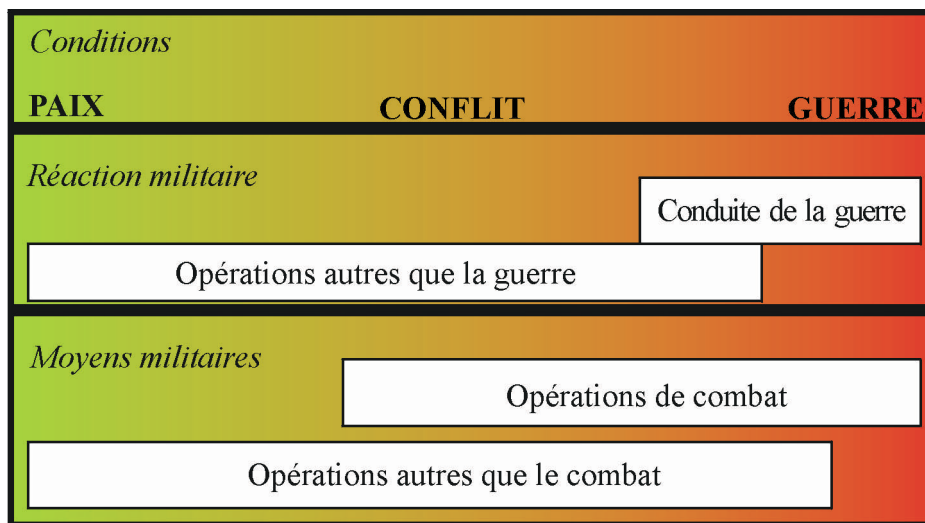 Conditions
PAIX CONFLIT GUERRE
Réaction militaire
Conduite de la guerre
Opérations autres que la guerre
Moyens militaires
Opérations de combat
Opérations autres que le combat